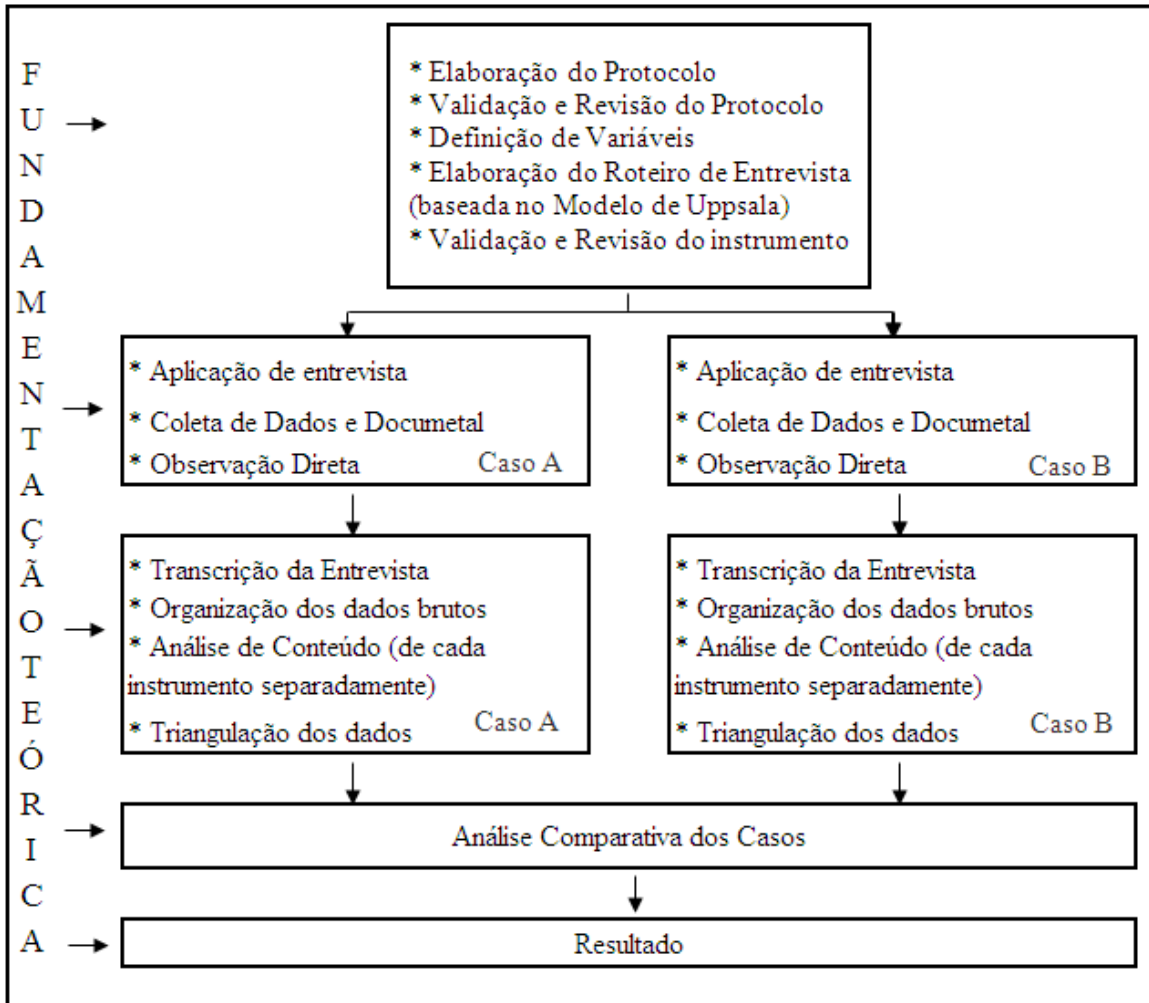 FUNDAMENTAÇÃO TEÓRICA
* Elaboração do Protocolo
* Validação e Revisão do Protocolo
* Definição de Variáveis
* Elaboração do Roteiro de Entrevista
(baseada no Modelo de Uppsala)
* Validação e Revisão do instrumento
* Aplicação de entrevista
* Coleta de Dados e Documetal
* Observação Direta
Caso A
* Aplicação de entrevista
* Coleta de Dados e Documetal
* Observação Direta
Caso B
* Transcrição da Entrevista
* Organização dos dados brutos
* Análise de Conteúdo (de cada
instrumento separadamente)
* Triangulação dos dados
Caso A
* Transcrição da Entrevista
* Organização dos dados brutos
* Análise de Conteúdo (de cada
instrumento separadamente)
* Triangulação dos dados
Caso B
Análise Comparativa dos Casos
Resultado